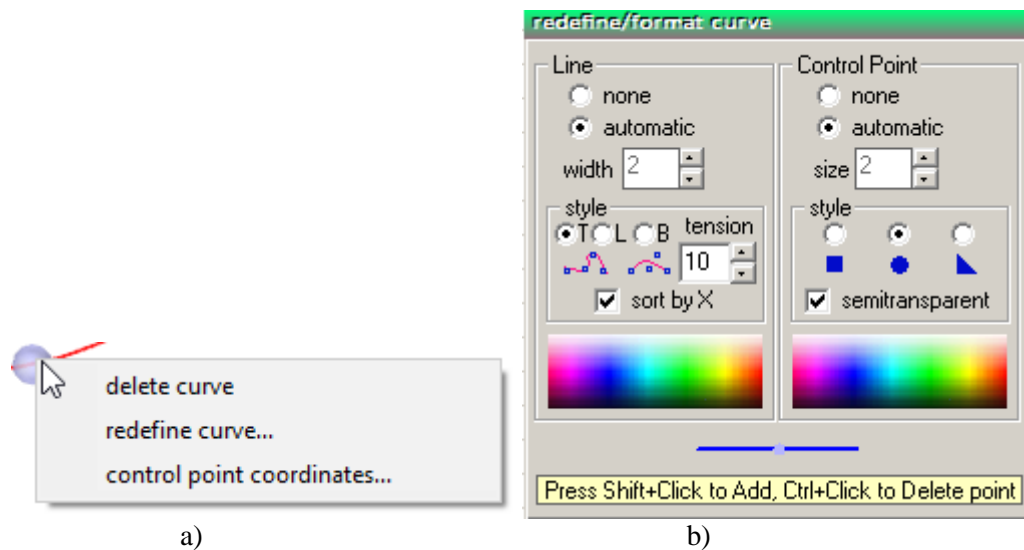 delete curve
redefine curve...
control point coordinates...
a)
redefine/format curve
Line
none
automatic
width 2
style
T L B tension
10
sort by X
Control Point
none
automatic
size 2
style
semitransparent
Press Shift+Click to Add, Ctrl+Click to Delete point
b)